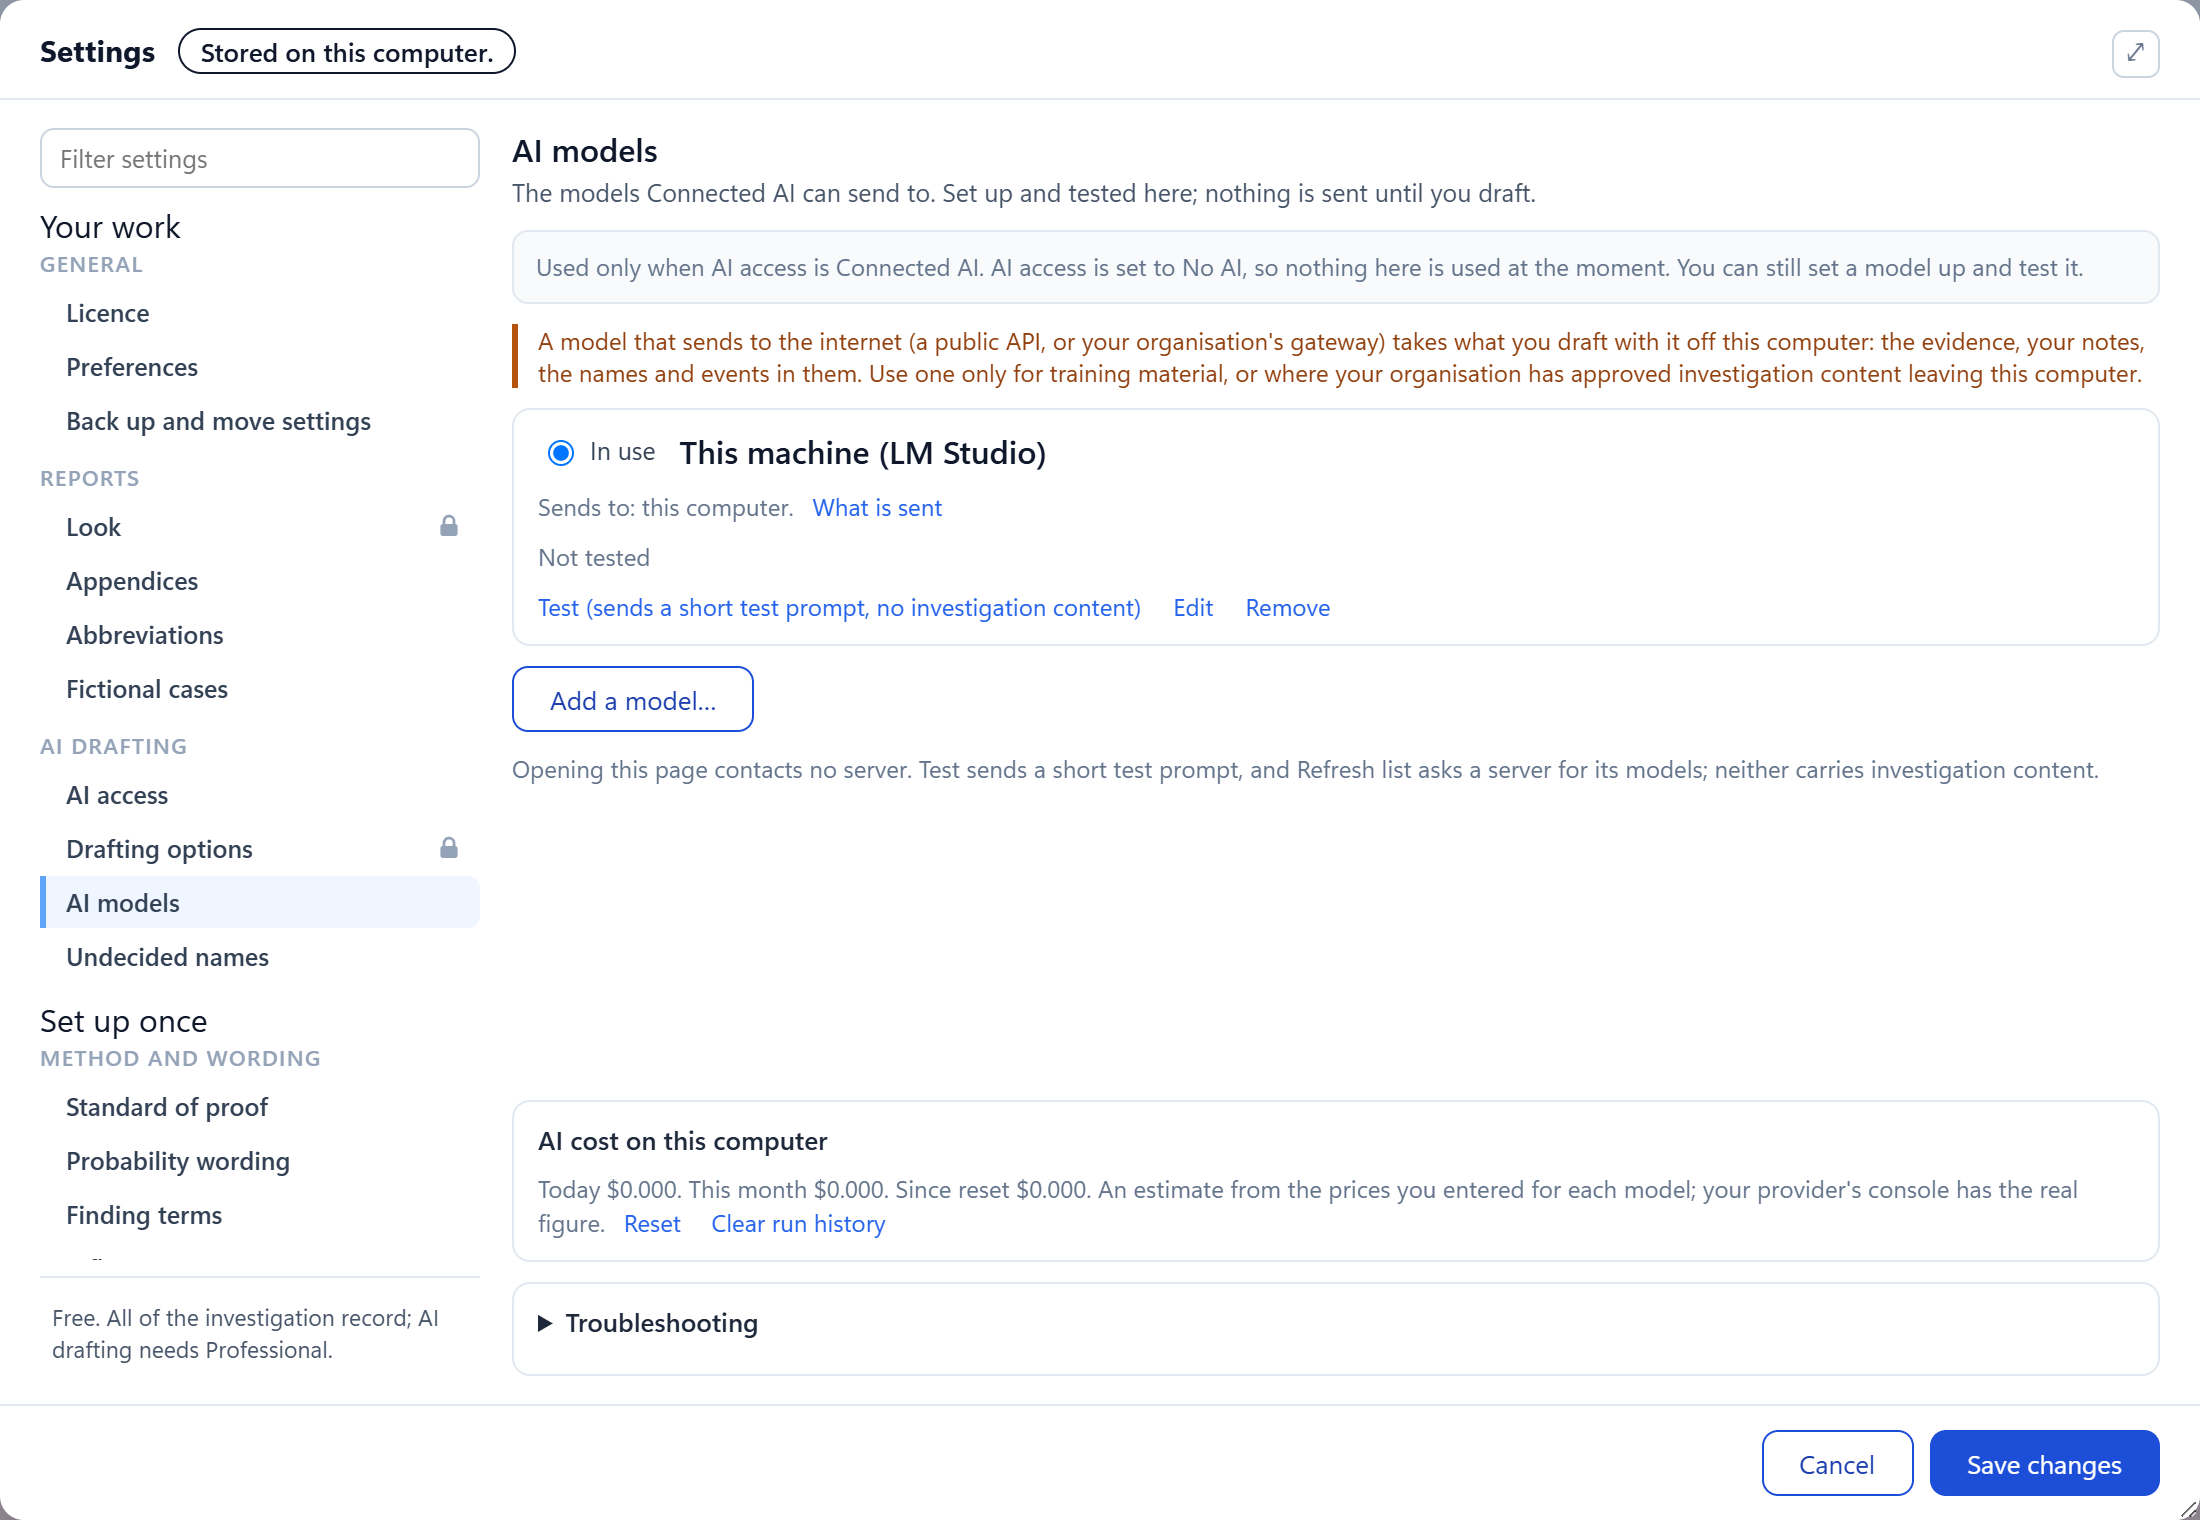 Settings
Stored on this computer.
Filter settings
Your work
GENERAL
Licence
Preferences
Back up and move settings
REPORTS
Look
Appendices
Abbreviations
Fictional cases
AI DRAFTING
AI access
Drafting options
AI models
Undecided names
Set up once
METHOD AND WORDING
Standard of proof
Probability wording
Finding terms
Free. All of the investigation record; AI
drafting needs Professional.
AI models
The models Connected AI can send to. Set up and tested here; nothing is sent until you draft.
Used only when AI access is Connected AI. AI access is set to No AI, so nothing here is used at the moment. You can still set a model up and test it.
A model that sends to the internet (a public API, or your organisation's gateway) takes what you draft with it off this computer: the evidence, your notes,
the names and events in them. Use one only for training material, or where your organisation has approved investigation content leaving this computer.
In use This machine (LM Studio)
Sends to: this computer. What is sent
Not tested
Test (sends a short test prompt, no investigation content) Edit Remove
Add a model...
Opening this page contacts no server. Test sends a short test prompt, and Refresh list asks a server for its models; neither carries investigation content.
AI cost on this computer
Today $0.000. This month $0.000. Since reset $0.000. An estimate from the prices you entered for each model; your provider's console has the real
figure. Reset Clear run history
Troubleshooting
Cancel
Save changes